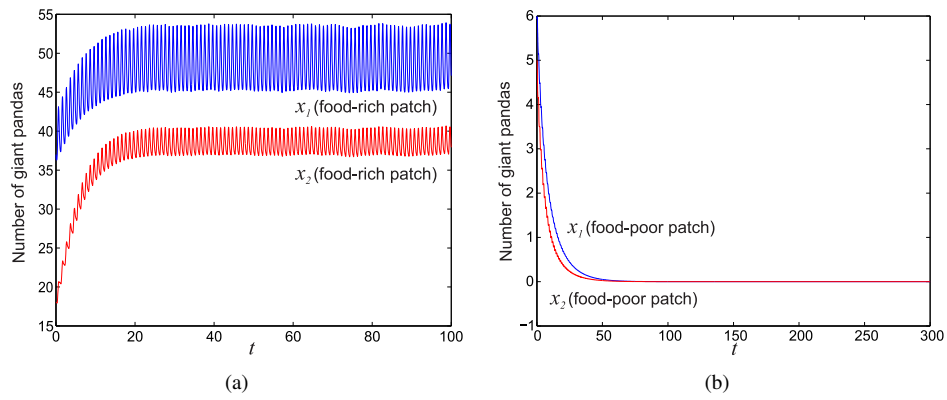 55
50
45
40
35
30
25
20
15
Number of giant pandas
x1 (food-rich patch)
x2 (food-rich patch)
0 20 40 60 80 100
t
(a)
6
5
4
3
2
1
0
−1
Number of giant pandas
x1 (food-poor patch)
x2 (food-poor patch)
0 50 100 150 200 250 300
t
(b)